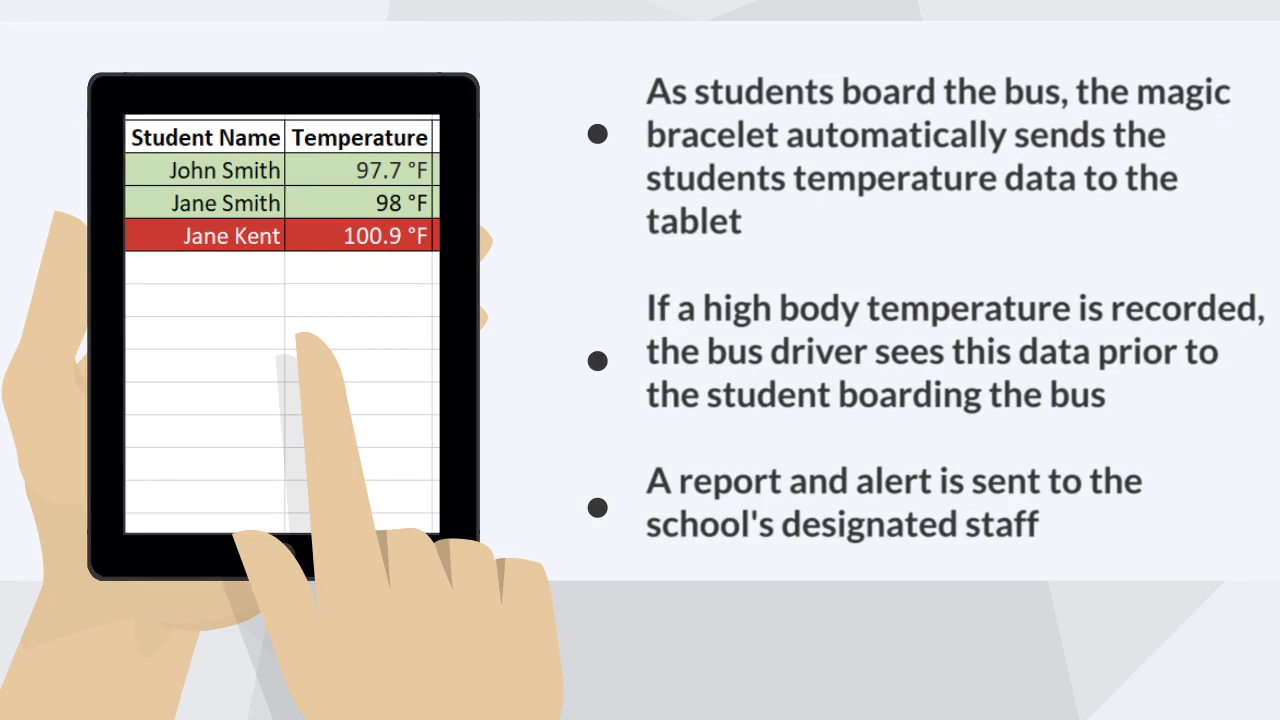 Student Name Temperature
John Smith 97.7 °F
Jane Smith 98 °F
Jane Kent 100.9 °F
As students board the bus, the magic
bracelet automatically sends the
students temperature data to the
tablet
If a high body temperature is recorded,
the bus driver sees this data prior to
the student boarding the bus
A report and alert is sent to the
school's designated staff